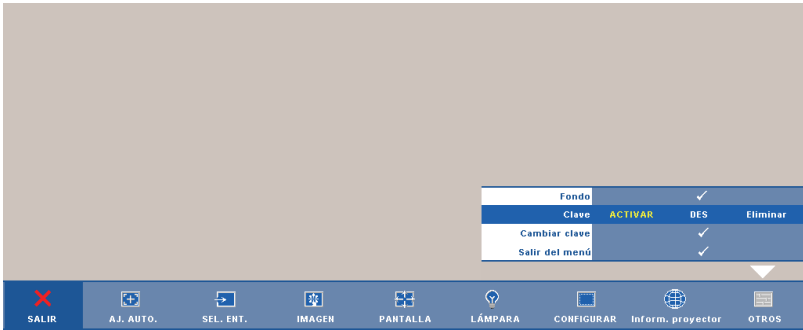 Fondo
Clave ACTIVAR DES Eliminar
Cambiar clave
Salir del menú
SALIR AJ. AUTO. SEL. ENT. IMAGEN PANTALLA LÁMPARA CONFIGURAR Inform. proyector OTROS